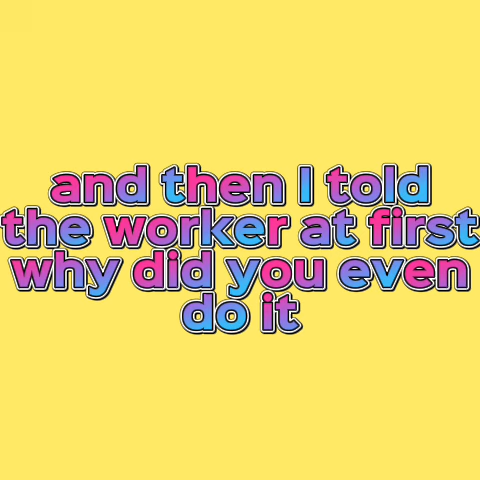 and then I told
the worker at first
why did you even
do it